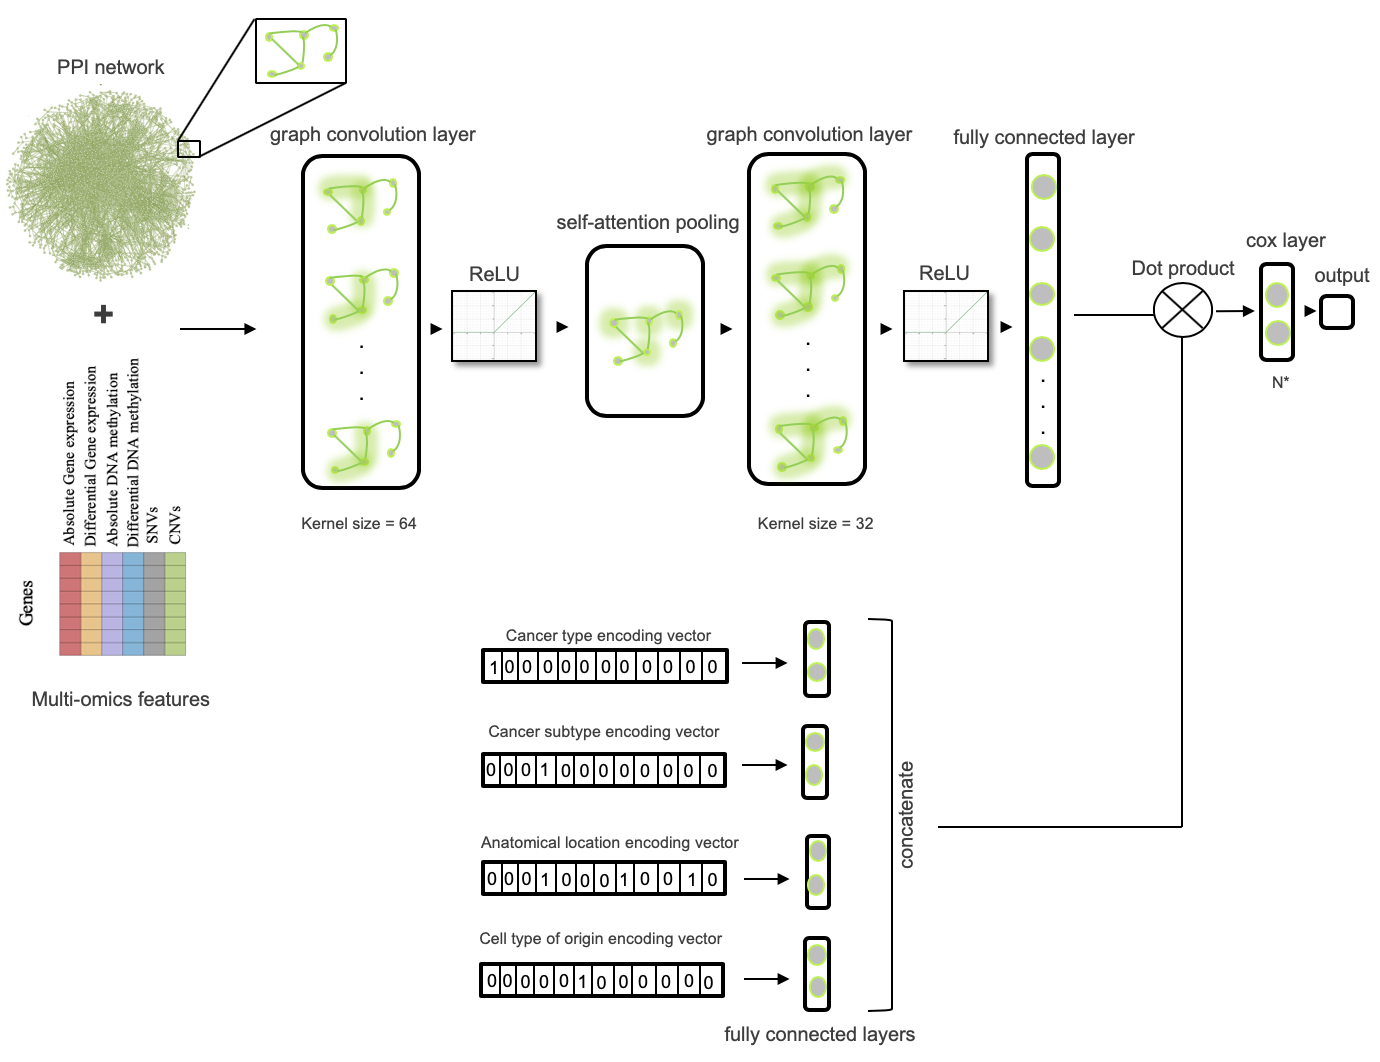 PPI network
graph convolution layer
graph convolution layer
fully connected layer
self-attention pooling
ReLU
ReLU
cox layer
Dot product
output
N*
+
Absolute Gene expression
Differential Gene expression
Absolute DNA methylation
Differential DNA methylation
SNVs
CNVs
Genes
Multi-omics features
Kernel size = 64
Kernel size = 32
Cancer type encoding vector
1 0 0 0 0 0 0 0 0 0 0 0
Cancer subtype encoding vector
0 0 0 1 0 0 0 0 0 0 0 0
Anatomical location encoding vector
0 0 0 1 0 0 0 1 0 0 1 0
Cell type of origin encoding vector
0 0 0 0 0 1 0 0 0 0 0 0
concatenate
fully connected layers